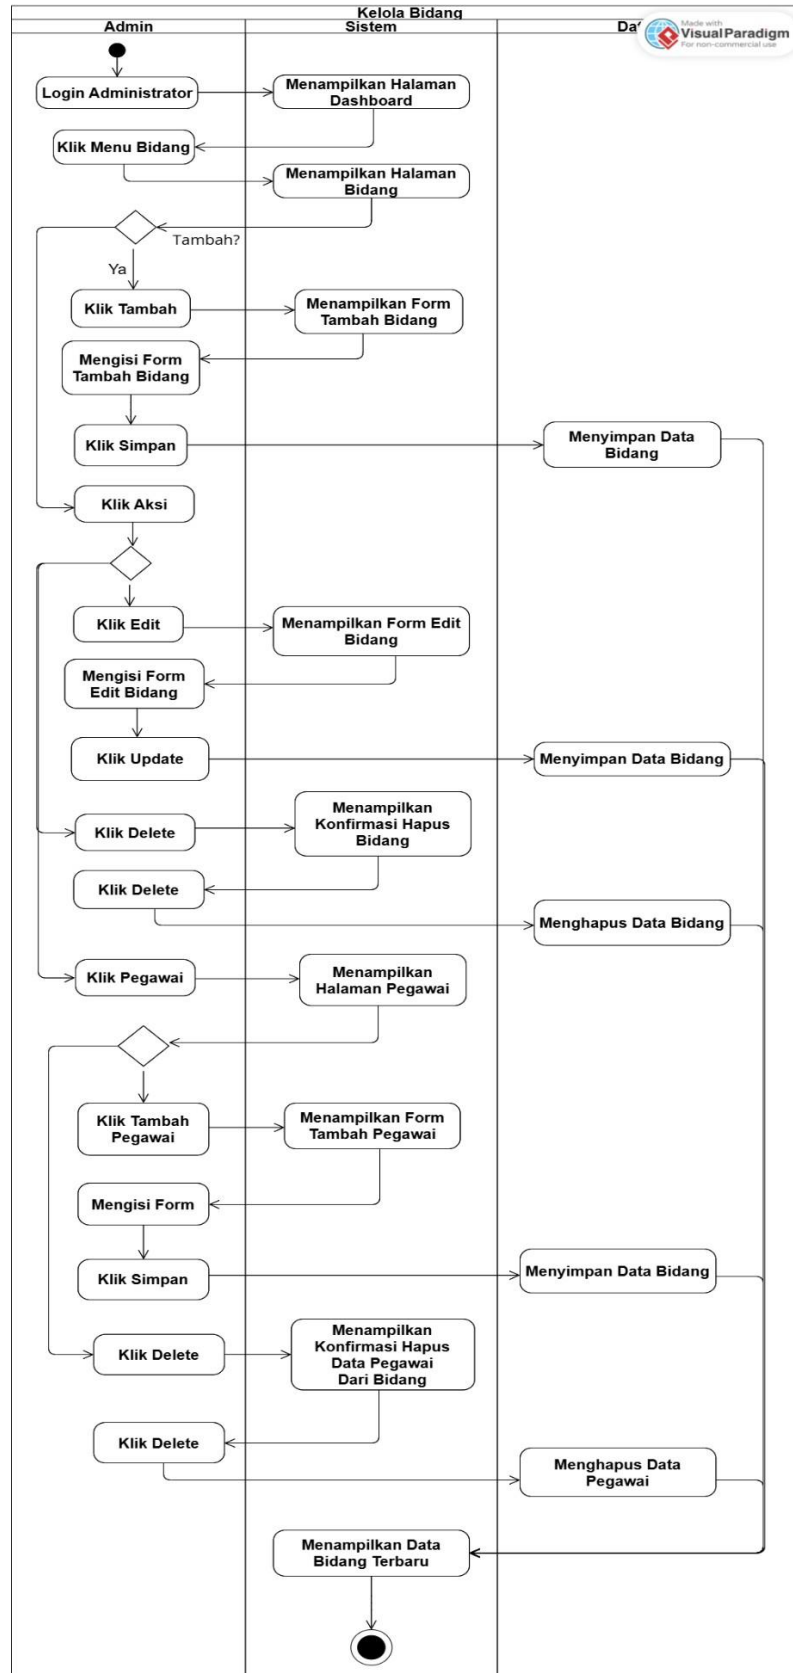 Kelola Bidang
Admin
Sistem
Made with
VisualParadigm
For non-commercial use
Login Administrator
Menampilkan Halaman
Dashboard
Klik Menu Bidang
Menampilkan Halaman
Bidang
Tambah?
Ya
Klik Tambah
Menampilkan Form
Tambah Bidang
Mengisi Form
Tambah Bidang
Klik Simpan
Menyimpan Data
Bidang
Klik Aksi
Klik Edit
Menampilkan Form Edit
Bidang
Mengisi Form
Edit Bidang
Klik Update
Menyimpan Data Bidang
Klik Delete
Menampilkan
Konfirmasi Hapus
Bidang
Klik Delete
Menghapus Data Bidang
Klik Pegawai
Menampilkan
Halaman Pegawai
Klik Tambah
Pegawai
Menampilkan Form
Tambah Pegawai
Mengisi Form
Klik Simpan
Menyimpan Data Bidang
Klik Delete
Menampilkan
Konfirmasi Hapus
Data Pegawai
Dari Bidang
Klik Delete
Menghapus Data
Pegawai
Menampilkan Data
Bidang Terbaru